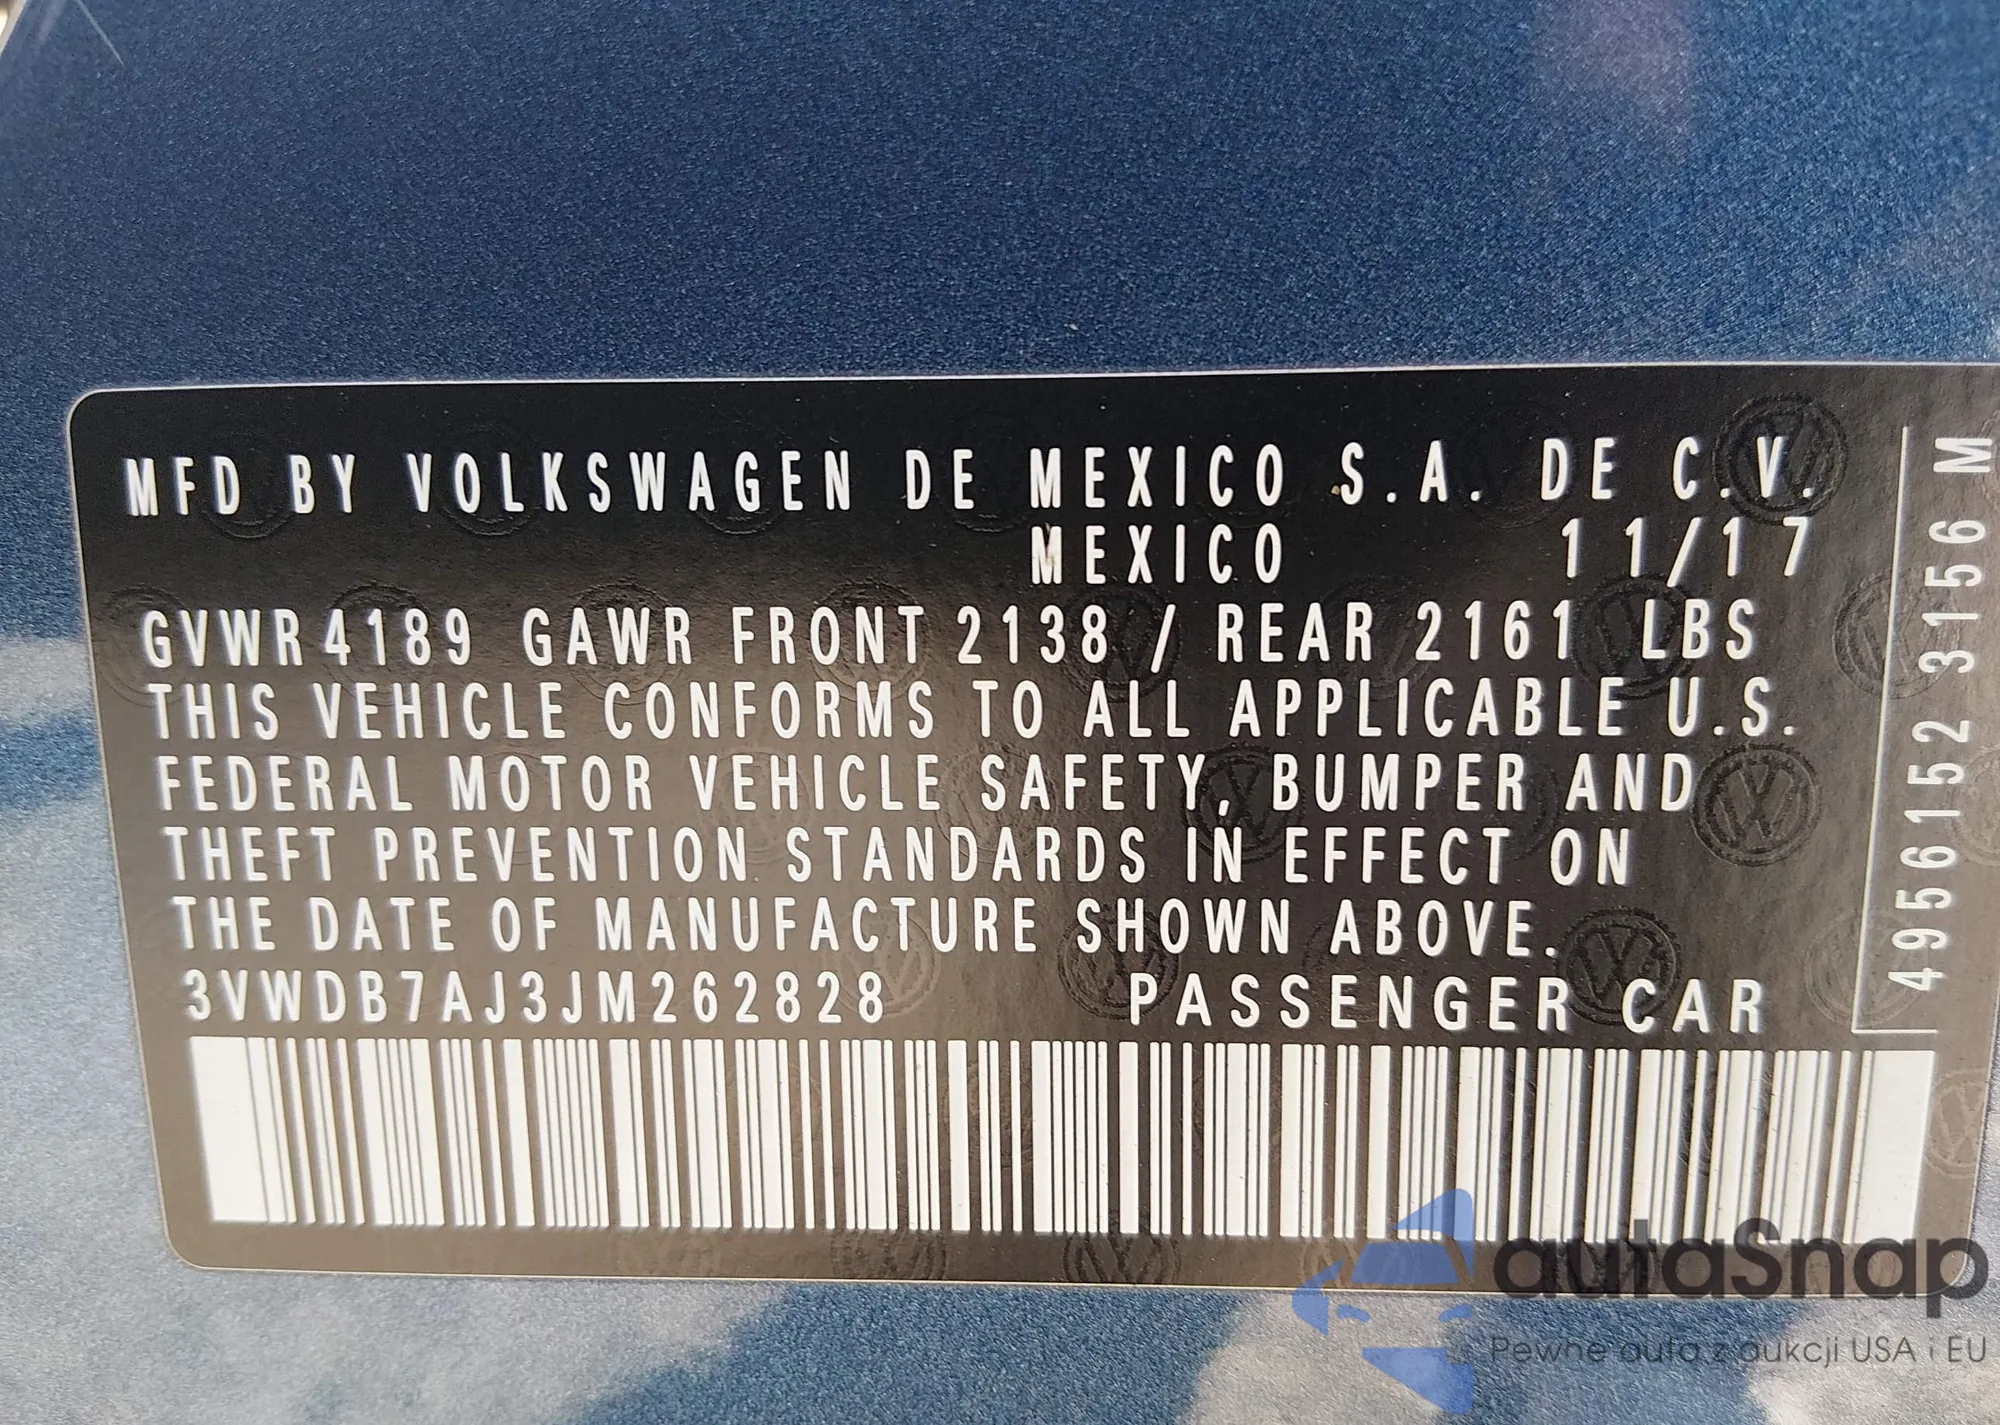 MFD BY VOLKSWAGEN DE MEXICO S.A. DE C.V.
MEXICO 11/17
GVWR 4189 GAWR FRONT 2138 / REAR 2161 LBS
THIS VEHICLE CONFORMS TO ALL APPLICABLE U.S.
FEDERAL MOTOR VEHICLE SAFETY, BUMPER AND
THEFT PREVENTION STANDARDS IN EFFECT ON
THE DATE OF MANUFACTURE SHOWN ABOVE.
3VWDB7AJ3JM262828 PASSENGER CAR
4956152 3156 M
autaSnap
Pewne auta z aukcji USA i EU